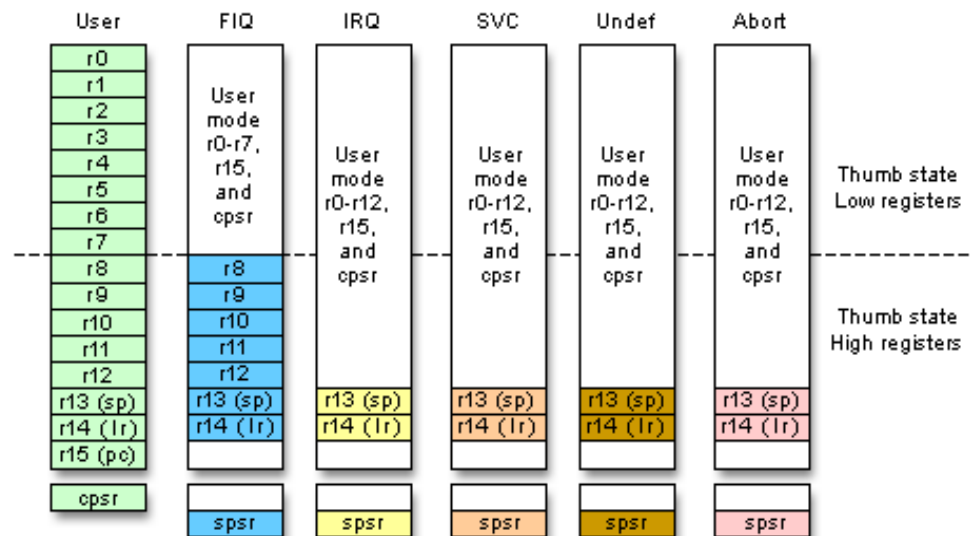 User
FIQ
IRQ
SVC
Undef
Abort
r0
r1
r2
r3
r4
r5
r6
r7
r8
r9
r10
r11
r12
r13 (sp)
r14 (lr)
r15 (pc)
cpsr
User
mode
r0-r7,
r15,
and
cpsr
r8
r9
r10
r11
r12
r13 (sp)
r14 (lr)
spsr
User
mode
r0-r12,
r15,
and
cpsr
r13 (sp)
r14 (lr)
spsr
User
mode
r0-r12,
r15,
and
cpsr
r13 (sp)
r14 (lr)
spsr
User
mode
r0-r12,
r15,
and
cpsr
r13 (sp)
r14 (lr)
spsr
User
mode
r0-r12,
r15,
and
cpsr
r13 (sp)
r14 (lr)
spsr
Thumb state
Low registers
Thumb state
High registers